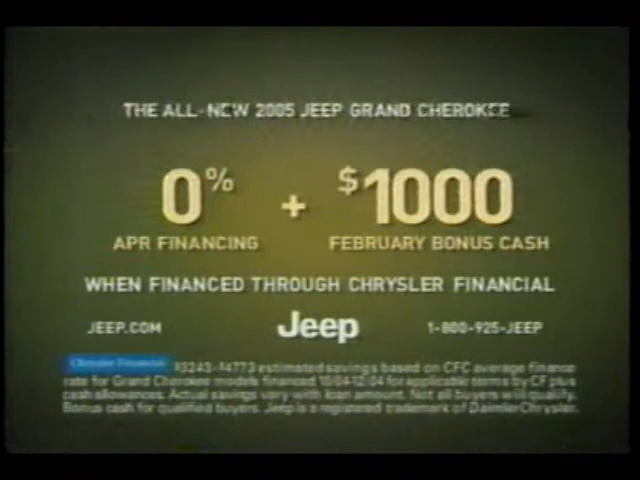 THE ALL-NEW 2005 JEEP GRAND CHEROKEE
0% + $1000
APR FINANCING FEBRUARY BONUS CASH
WHEN FINANCED THROUGH CHRYSLER FINANCIAL
JEEP.COM Jeep 1-800-925-JEEP
Chrysler Financial estimated savings based on CFC average finance
rate for Grand Cherokee models financed for applicable terms by CF plus
cash allowances. Actual savings vary with loan amount. Not all buyers will qualify.
Bonus cash for qualified buyers. Jeep is a registered trademark of DaimlerChrysler.